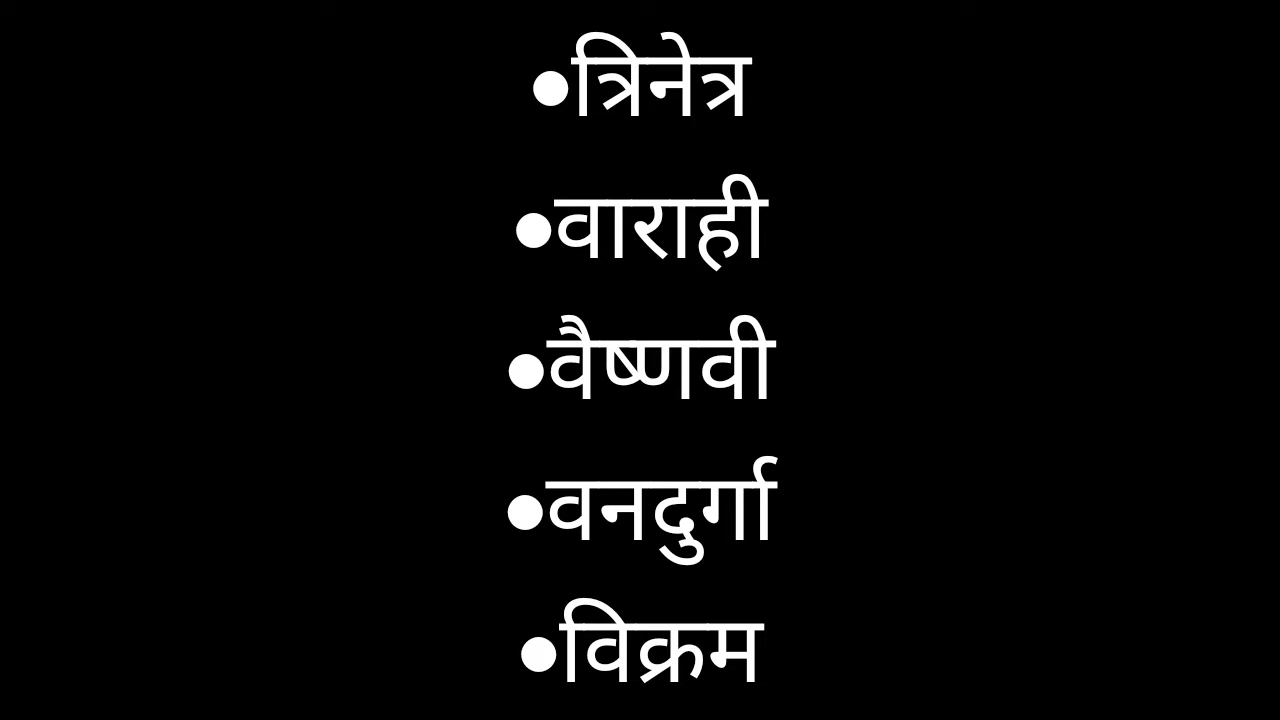 •त्रिनेत्र
•वाराही
•वैष्णवी
•वनदुर्गा
•विक्रम